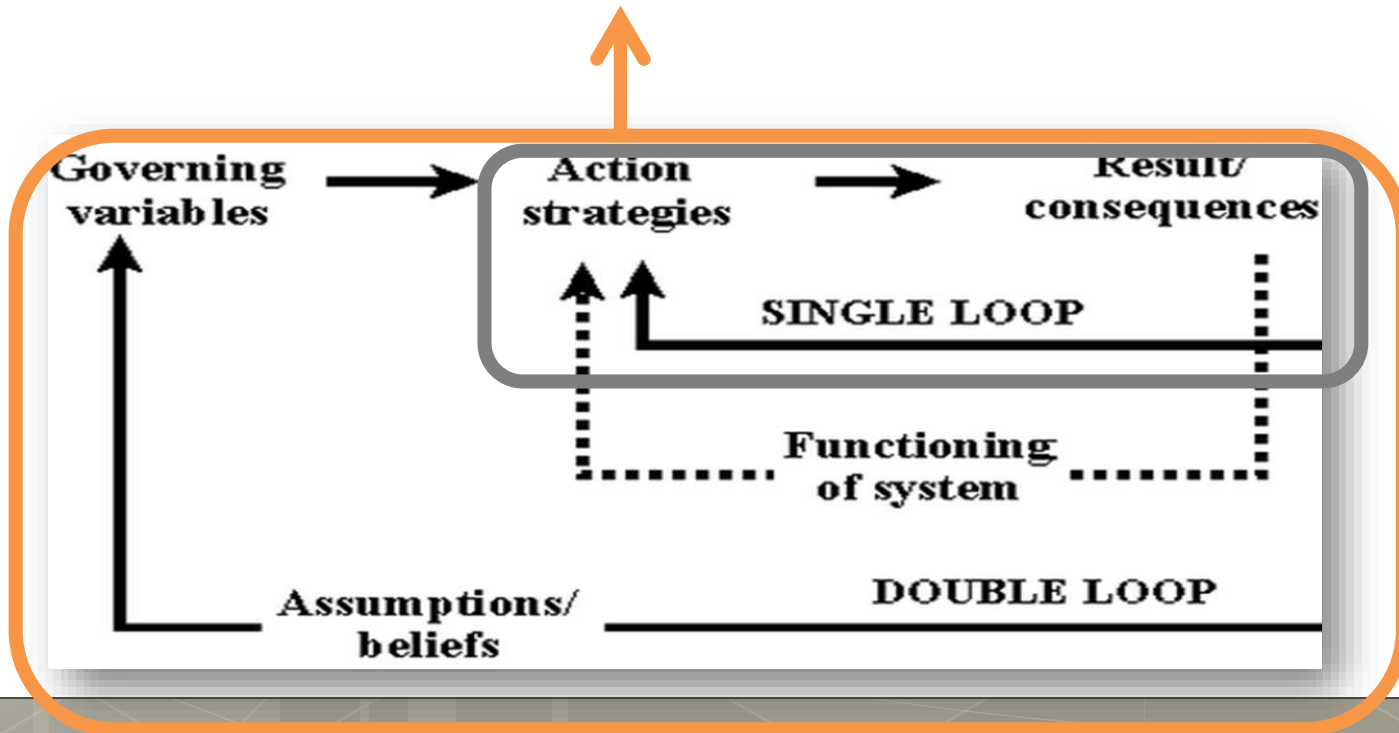 Governing
variables
Action
strategies
Result/
consequences
SINGLE LOOP
Functioning
of system
DOUBLE LOOP
Assumptions/
beliefs